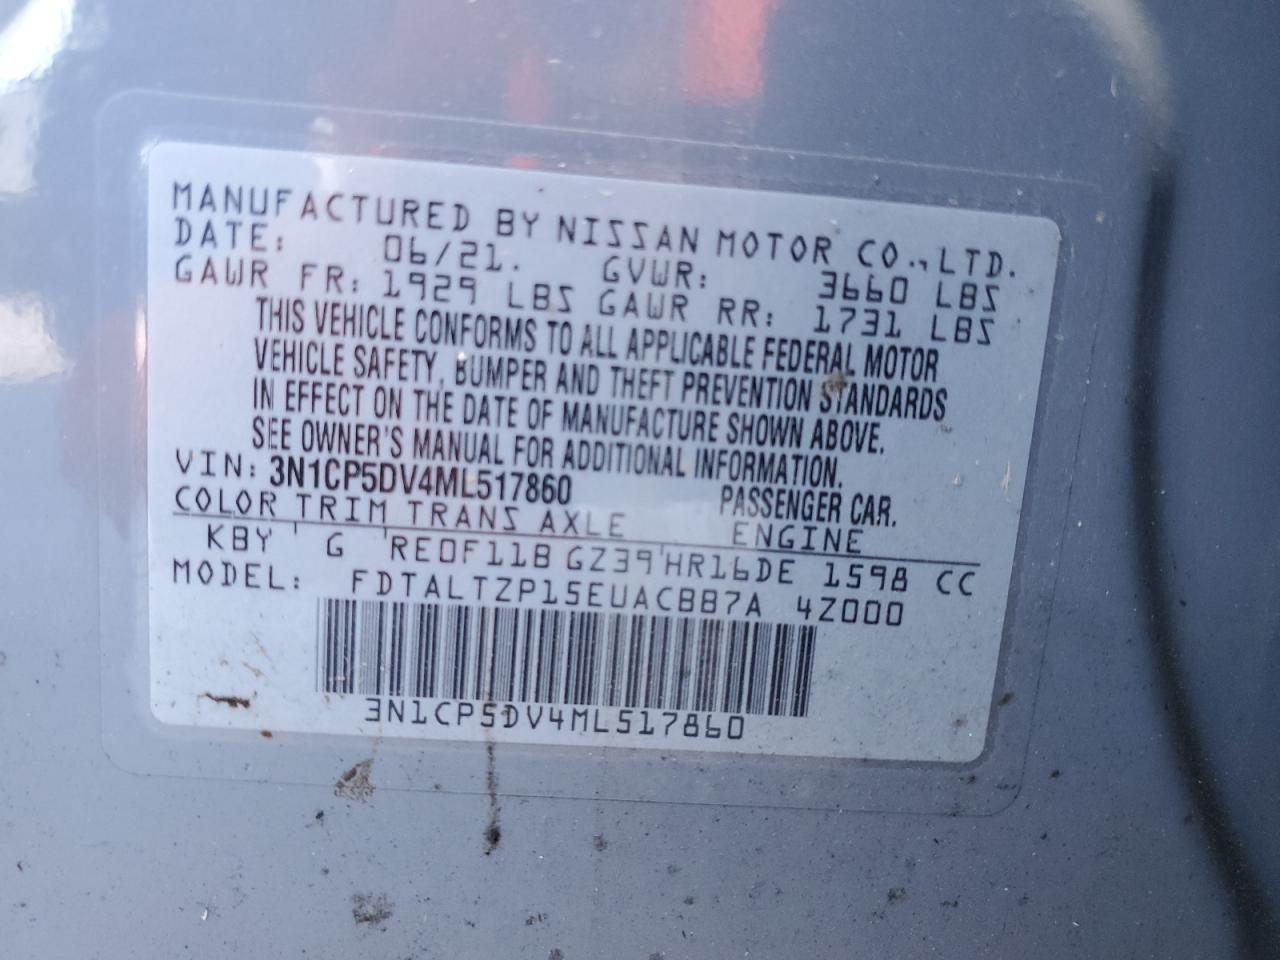 MANUFACTURED BY NISSAN MOTOR CO.,LTD.
DATE: 06/21. GVWR: 3660 LBS
GAWR FR: 1929 LBS GAWR RR: 1731 LBS
THIS VEHICLE CONFORMS TO ALL APPLICABLE FEDERAL MOTOR
VEHICLE SAFETY, BUMPER AND THEFT PREVENTION STANDARDS
IN EFFECT ON THE DATE OF MANUFACTURE SHOWN ABOVE.
SEE OWNER'S MANUAL FOR ADDITIONAL INFORMATION.
VIN: 3N1CP5DV4ML517860 PASSENGER CAR.
COLOR TRIM TRANS AXLE ENGINE
KBY G RE0F11B GZ39 HR16DE 1598 CC
MODEL: FDTALTZP15EUACBB7A 4Z000
3N1CP5DV4ML517860